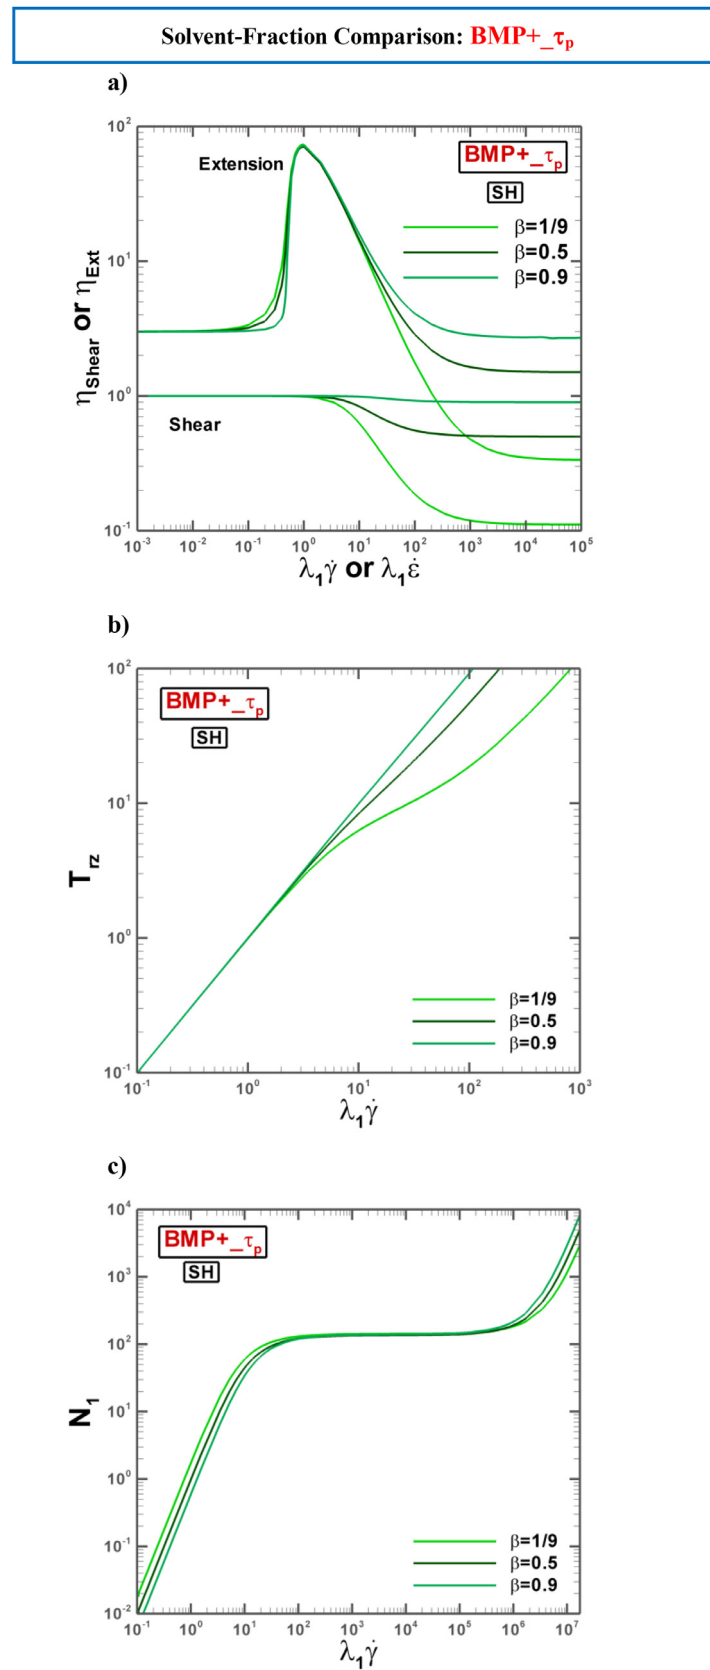 Solvent-Fraction Comparison: BMP+_τp
a)
10²
10¹
10⁰
10⁻¹
ηShear or ηExt
Extension
Shear
BMP+_τp
SH
β=1/9
β=0.5
β=0.9
10⁻³ 10⁻² 10⁻¹ 10⁰ 10¹ 10² 10³ 10⁴ 10⁵
λ₁γ̇ or λ₁ε̇
b)
10²
10¹
10⁰
10⁻¹
Trz
BMP+_τp
SH
β=1/9
β=0.5
β=0.9
10⁻¹ 10⁰ 10¹ 10² 10³
λ₁γ̇
c)
10⁴
10³
10²
10¹
10⁰
10⁻¹
10⁻²
N₁
BMP+_τp
SH
β=1/9
β=0.5
β=0.9
10⁻¹ 10⁰ 10¹ 10² 10³ 10⁴ 10⁵ 10⁶ 10⁷
λ₁γ̇